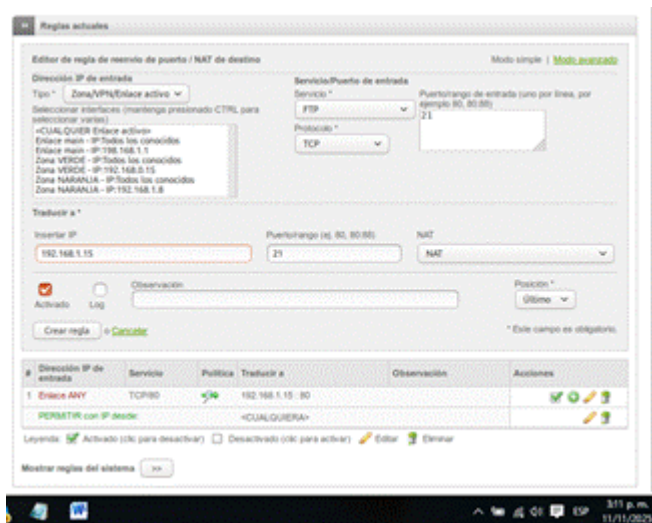 Reglas actuales
Editor de regla de reenvío de puerto / NAT de destino
Modo simple | Modo avanzado
Dirección IP de entrada
Servicio/Puerto de entrada
Tipo * Zona/VPN/Enlace activo
Servicio *
Puerto/rango de entrada (uno por línea, por ejemplo 80, 80:88)
Seleccionar interfaces (mantenga presionado CTRL para seleccionar varias)
FTP
21
<CUALQUIER Enlace activo>
Enlace main - IP:Todos los conocidos
Enlace main - IP:198.168.1.1
Zona VERDE - IP:Todos los conocidos
Zona VERDE - IP:192.168.0.15
Zona NARANJA - IP:Todos los conocidos
Zona NARANJA - IP:192.168.1.8
Protocolo *
TCP
Traducir a *
Insertar IP
Puerto/rango (ej. 80, 80:88)
NAT
192.168.1.15
21
NAT
Activado
Log
Observación
Posición *
Último
Crear regla o Cancelar
* Este campo es obligatorio.
# Dirección IP de entrada Servicio Política Traducir a Observación Acciones
1 Enlace ANY TCP/80 192.168.1.15 : 80
PERMITIR con IP desde: <CUALQUIERA>
Leyenda: Activado (clic para desactivar) Desactivado (clic para activar) Editar Eliminar
Mostrar reglas del sistema >>
ESP
3:11 p. m.
11/11/2025